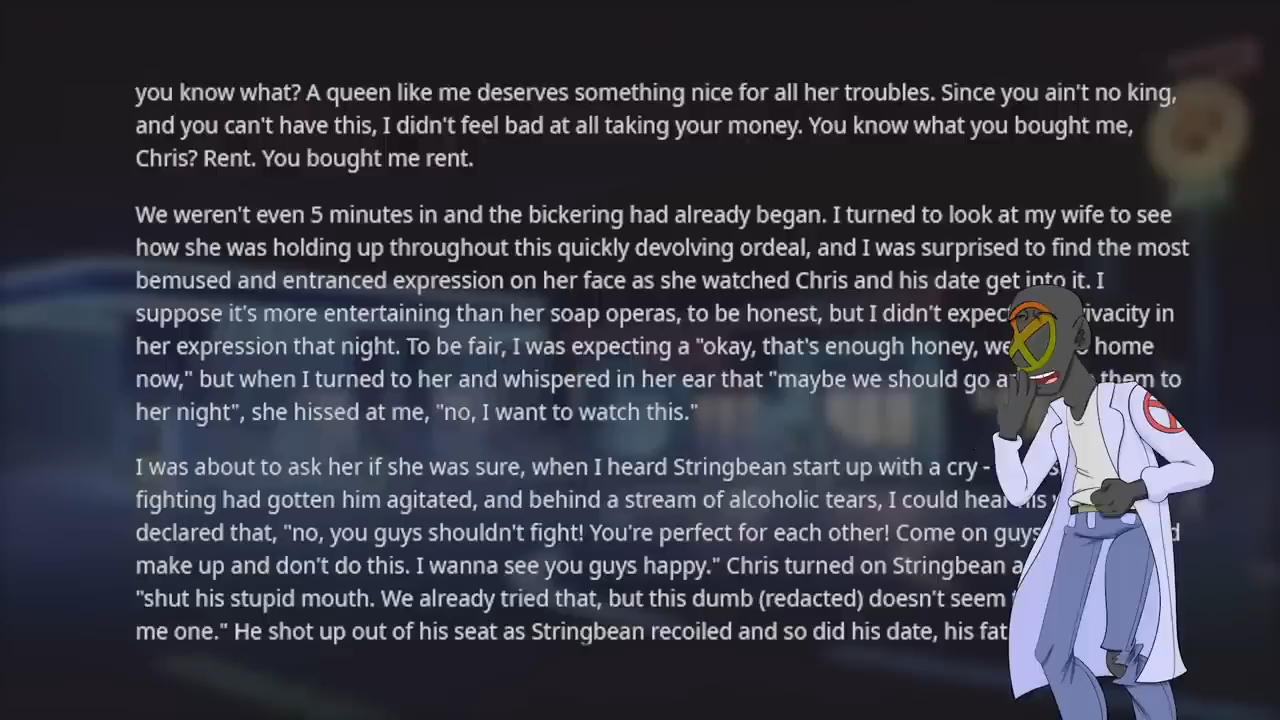 you know what? A queen like me deserves something nice for all her troubles. Since you ain't no king,
and you can't have this, I didn't feel bad at all taking your money. You know what you bought me,
Chris? Rent. You bought me rent.
We weren't even 5 minutes in and the bickering had already began. I turned to look at my wife to see
how she was holding up throughout this quickly devolving ordeal, and I was surprised to find the most
bemused and entranced expression on her face as she watched Chris and his date get into it. I
suppose it's more entertaining than her soap operas, to be honest, but I didn't in
her expression that night. To be fair, I was expecting a "okay, that's enough honey, home
now," but when I turned to her and whispered in her ear that "maybe we should go them to
her night", she hissed at me, "no, I want to watch this."
I was about to ask her if she was sure, when I heard Stringbean start up with a cry -
fighting had gotten him agitated, and behind a stream of alcoholic tears, I could hear
declared that, "no, you guys shouldn't fight! You're perfect for each other! Come on guys
make up and don't do this. I wanna see you guys happy." Chris turned on Stringbean
"shut his stupid mouth. We already tried that, but this dumb (redacted) doesn't seem
me one." He shot up out of his seat as Stringbean recoiled and so did his date, his